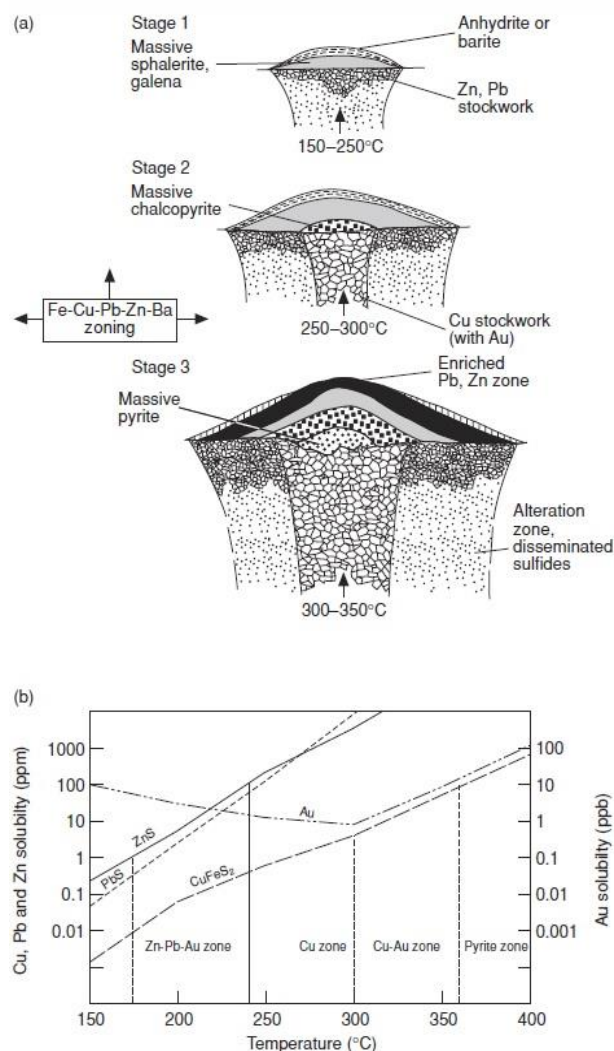 (a)
Stage 1
Massive
sphalerite,
galena
Anhydrite or
barite
Zn, Pb
stockwork
150–250°C
Stage 2
Massive
chalcopyrite
Fe-Cu-Pb-Zn-Ba
zoning
250–300°C
Cu stockwork
(with Au)
Stage 3
Massive
pyrite
Enriched
Pb, Zn zone
Alteration
zone,
disseminated
sulfides
300–350°C
(b)
Cu, Pb and Zn solubility (ppm)
1000
100
10
1
0.1
0.01
ZnS
PbS
Au
CuFeS2
Zn-Pb-Au zone
Cu zone
Cu-Au zone
Pyrite zone
100
10
1
0.1
0.01
0.001
Au solubility (ppb)
150
200
250
300
350
400
Temperature (°C)